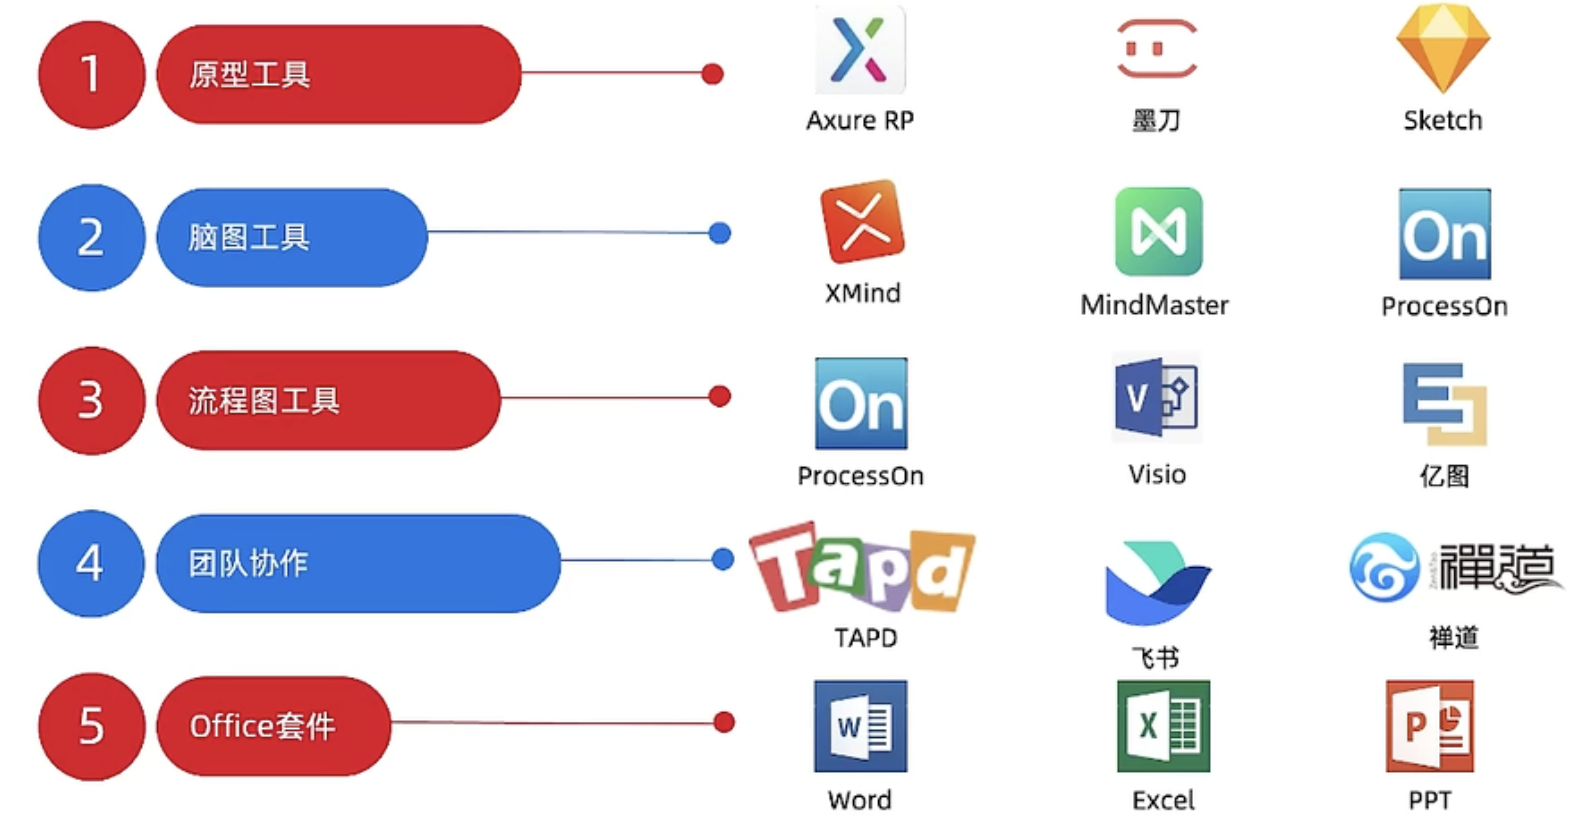 1
原型工具
Axure RP
墨刀
Sketch
2
脑图工具
On
XMind
MindMaster
ProcessOn
3
流程图工具
On
V
ProcessOn
Visio
亿图
4
团队协作
Tapd
禅道
TAPD
飞书
禅道
5
Office套件
W
X
P
Word
Excel
PPT